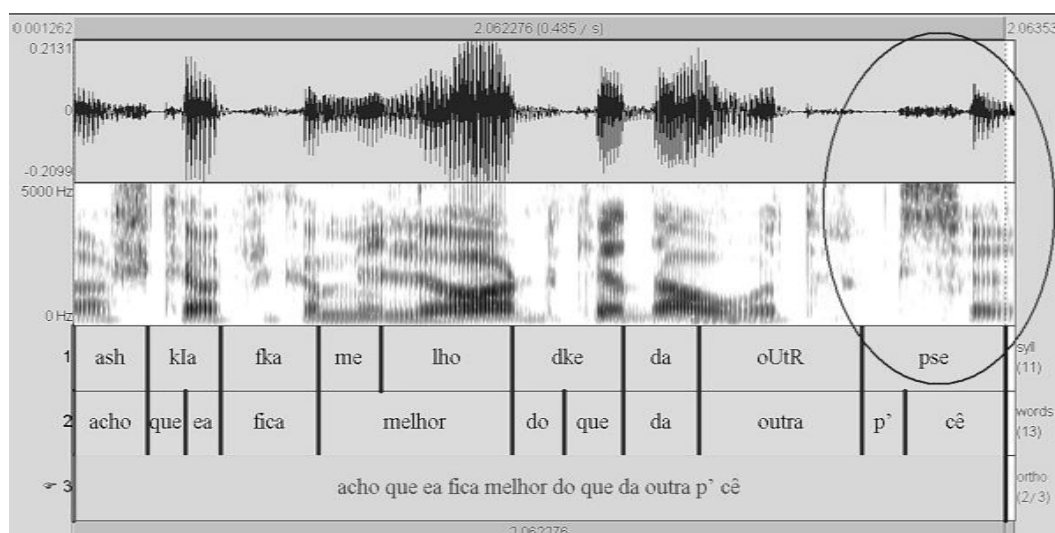 0.001262 2.062276 (0.485 / s) 2.06353
0.2131
0
-0.2099
5000 Hz
0 Hz
1 ash kIa fka me lho dke da oUtR pse syll (11)
2 acho que ea fica melhor do que da outra p' cê words (13)
3 acho que ea fica melhor do que da outra p' cê ortho (2/3)
2.062276